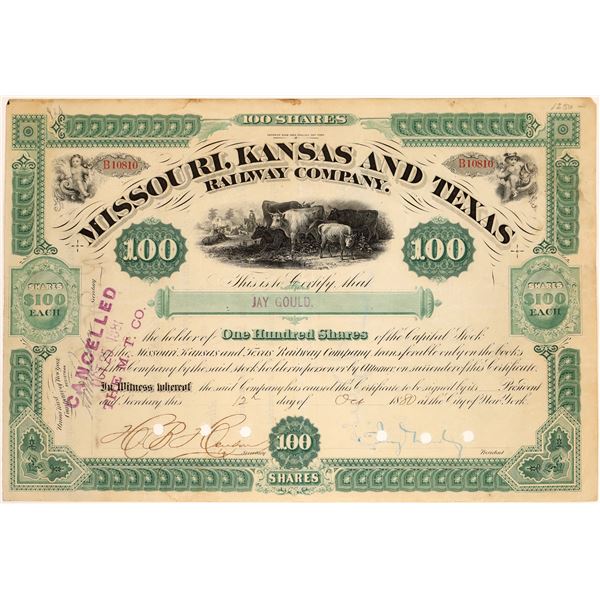 1250 —
100 SHARES
B10810
B10810
MISSOURI, KANSAS AND TEXAS
RAILWAY COMPANY.
100
100
This is to Certify, that
JAY GOULD.
SHARES
$100
EACH
SHARES
$100
EACH
the holder of One Hundred Shares of the Capital Stock
of the Missouri Kansas and Texas Railway Company transferable only on the books
of the Company by the said stock holder in person or by Attorney on surrender of this Certificate
In Witness whereof the said Company has caused this Certificate to be signed by its President
and Secretary this 12th day of Oct 1880 at the City of New York.
Secretary
100
SHARES
President
CANCELLED
1881
THE M. T. CO.
Secretary